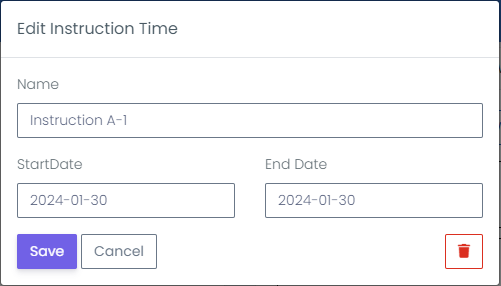 Edit Instruction Time
Name
Instruction A-1
StartDate
End Date
2024-01-30
2024-01-30
Save
Cancel